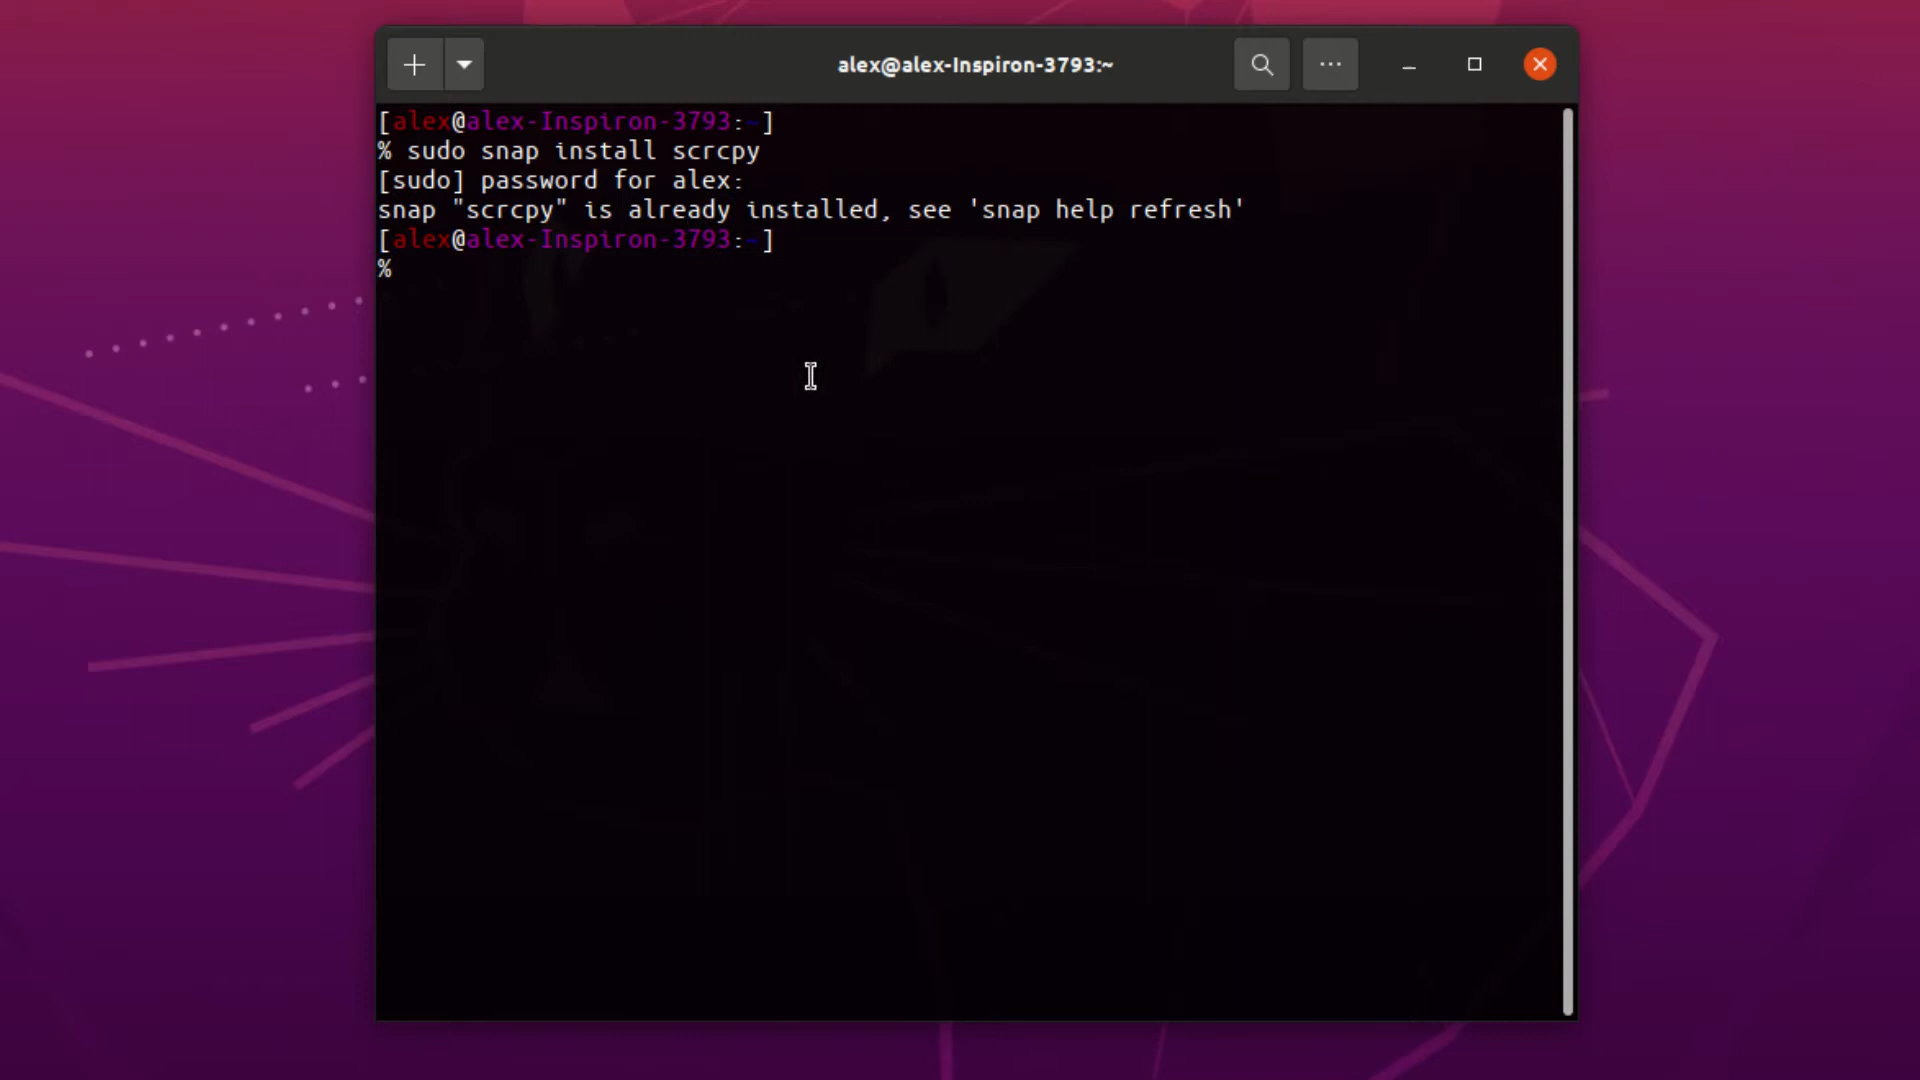 alex@alex-Inspiron-3793:~
[alex@alex-Inspiron-3793:~]
% sudo snap install scrcpy
[sudo] password for alex:
snap "scrcpy" is already installed, see 'snap help refresh'
[alex@alex-Inspiron-3793:~]
%